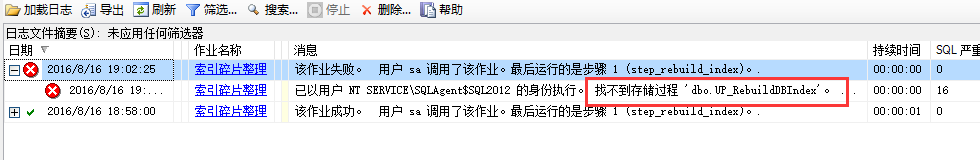 加载日志 导出 刷新 筛选... 搜索... 停止 删除... 帮助
日志文件摘要(S): 未应用任何筛选器
日期 作业名称 消息 持续时间 SQL 严重
2016/8/16 19:02:25 索引碎片整理 该作业失败。 用户 sa 调用了该作业。最后运行的是步骤 1 (step_rebuild_index)。. 00:00:00 0
2016/8/16 19:... 索引碎片整理 已以用户 NT SERVICE\SQLAgent$SQL2012 的身份执行。 找不到存储过程 'dbo.UP_RebuildDBIndex'。 ... 00:00:00 16
2016/8/16 18:58:00 索引碎片整理 该作业成功。 用户 sa 调用了该作业。最后运行的是步骤 1 (step_rebuild_index)。. 00:00:01 0